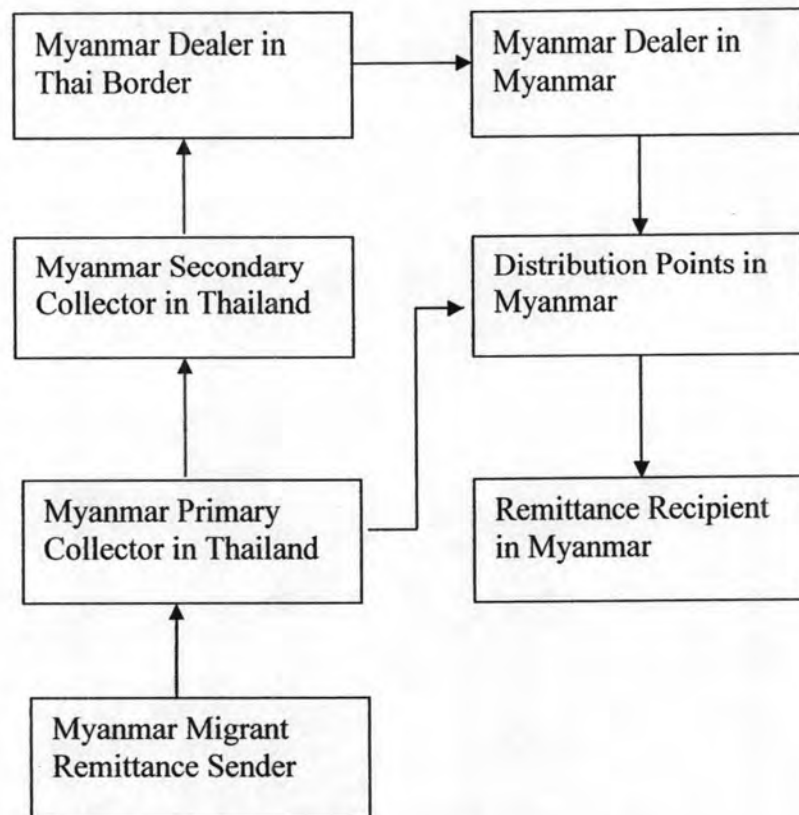 Myanmar Dealer in
Thai Border
Myanmar Dealer in
Myanmar
Myanmar Secondary
Collector in Thailand
Distribution Points in
Myanmar
Myanmar Primary
Collector in Thailand
Remittance Recipient
in Myanmar
Myanmar Migrant
Remittance Sender